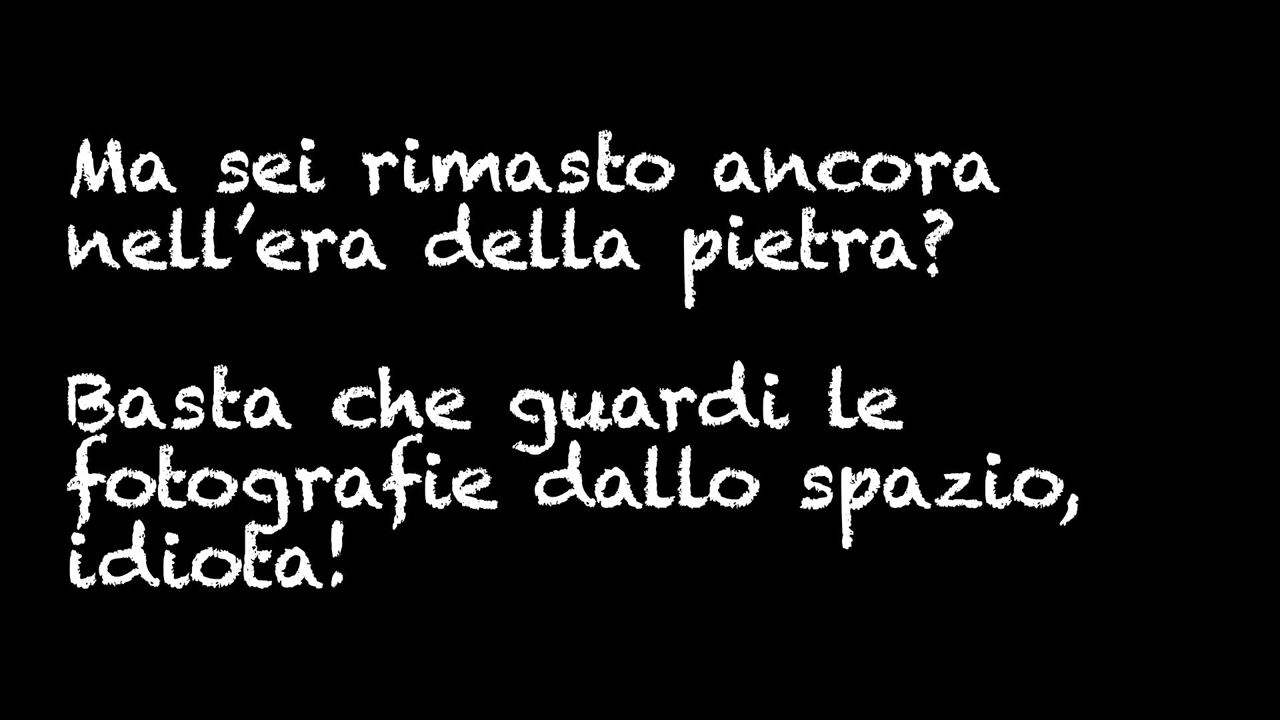 Ma sei rimasto ancora
nell'era della pietra?
Basta che guardi le
fotografie dallo spazio,
idiota!